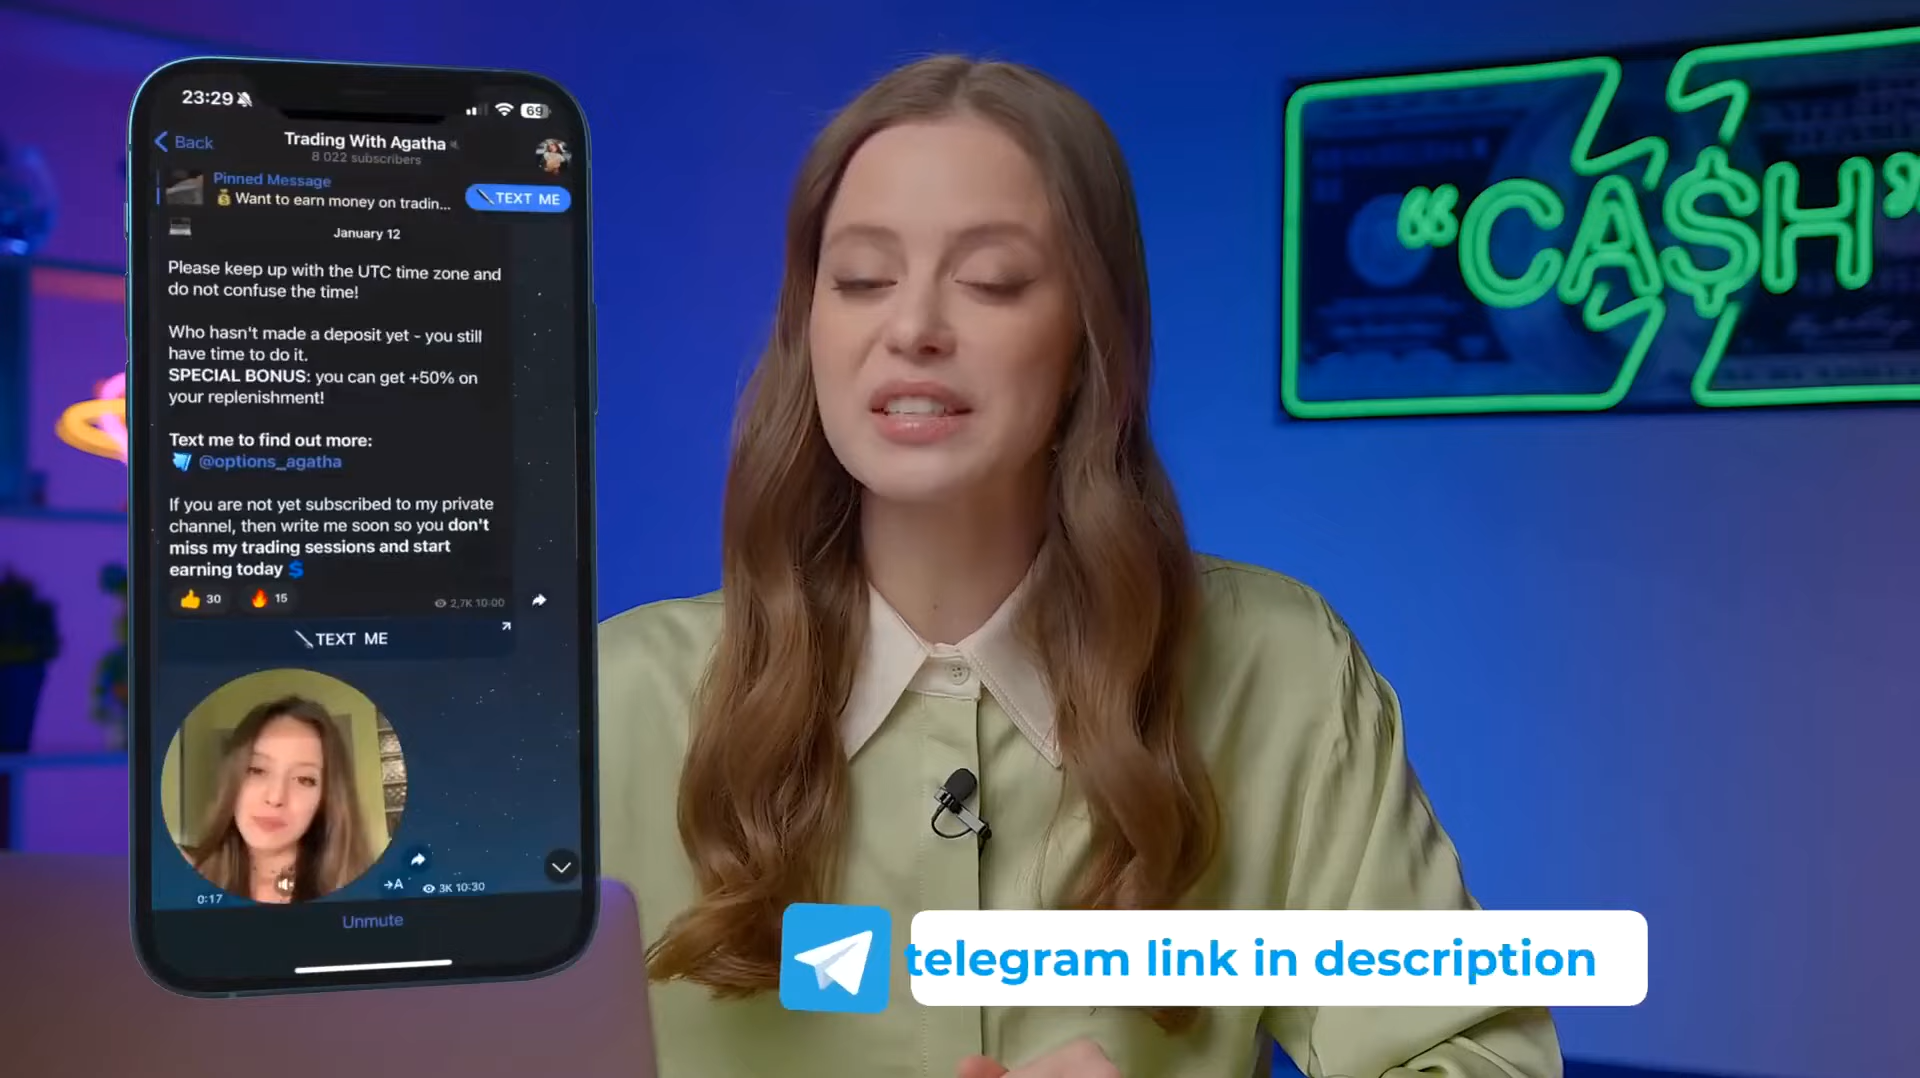 23:29
69
Back
Trading With Agatha
8 022 subscribers
Pinned Message
💰 Want to earn money on tradin...
TEXT ME
January 12
Please keep up with the UTC time zone and
do not confuse the time!
Who hasn't made a deposit yet - you still
have time to do it.
SPECIAL BONUS: you can get +50% on
your replenishment!
Text me to find out more:
@options_agatha
If you are not yet subscribed to my private
channel, then write me soon so you don't
miss my trading sessions and start
earning today 💲
👍 30 🔥 15
2,7K 10:00
TEXT ME
→A
3K 10:30
0:17
Unmute
“CA$H”
telegram link in description